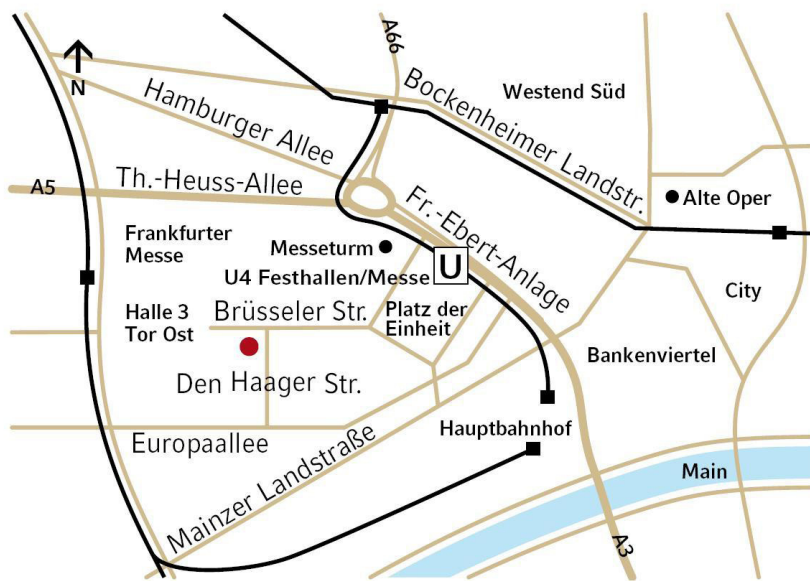 A66
N
Westend Süd
Bockenheimer Landstr.
Hamburger Allee
Th.-Heuss-Allee
A5
Alte Oper
Fr.-Ebert-Anlage
Frankfurter
Messe
Messeturm
U
U4 Festhallen/Messe
City
Halle 3
Tor Ost
Brüsseler Str.
Platz der
Einheit
Bankenviertel
Den Haager Str.
Europaallee
Hauptbahnhof
Mainzer Landstraße
Main
A3